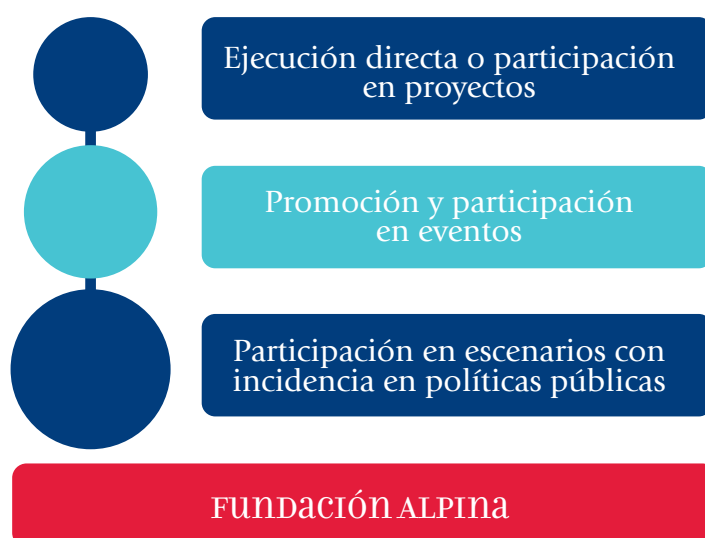 Ejecución directa o participación
en proyectos
Promoción y participación
en eventos
Participación en escenarios con
incidencia en políticas públicas
Fundación Alpina